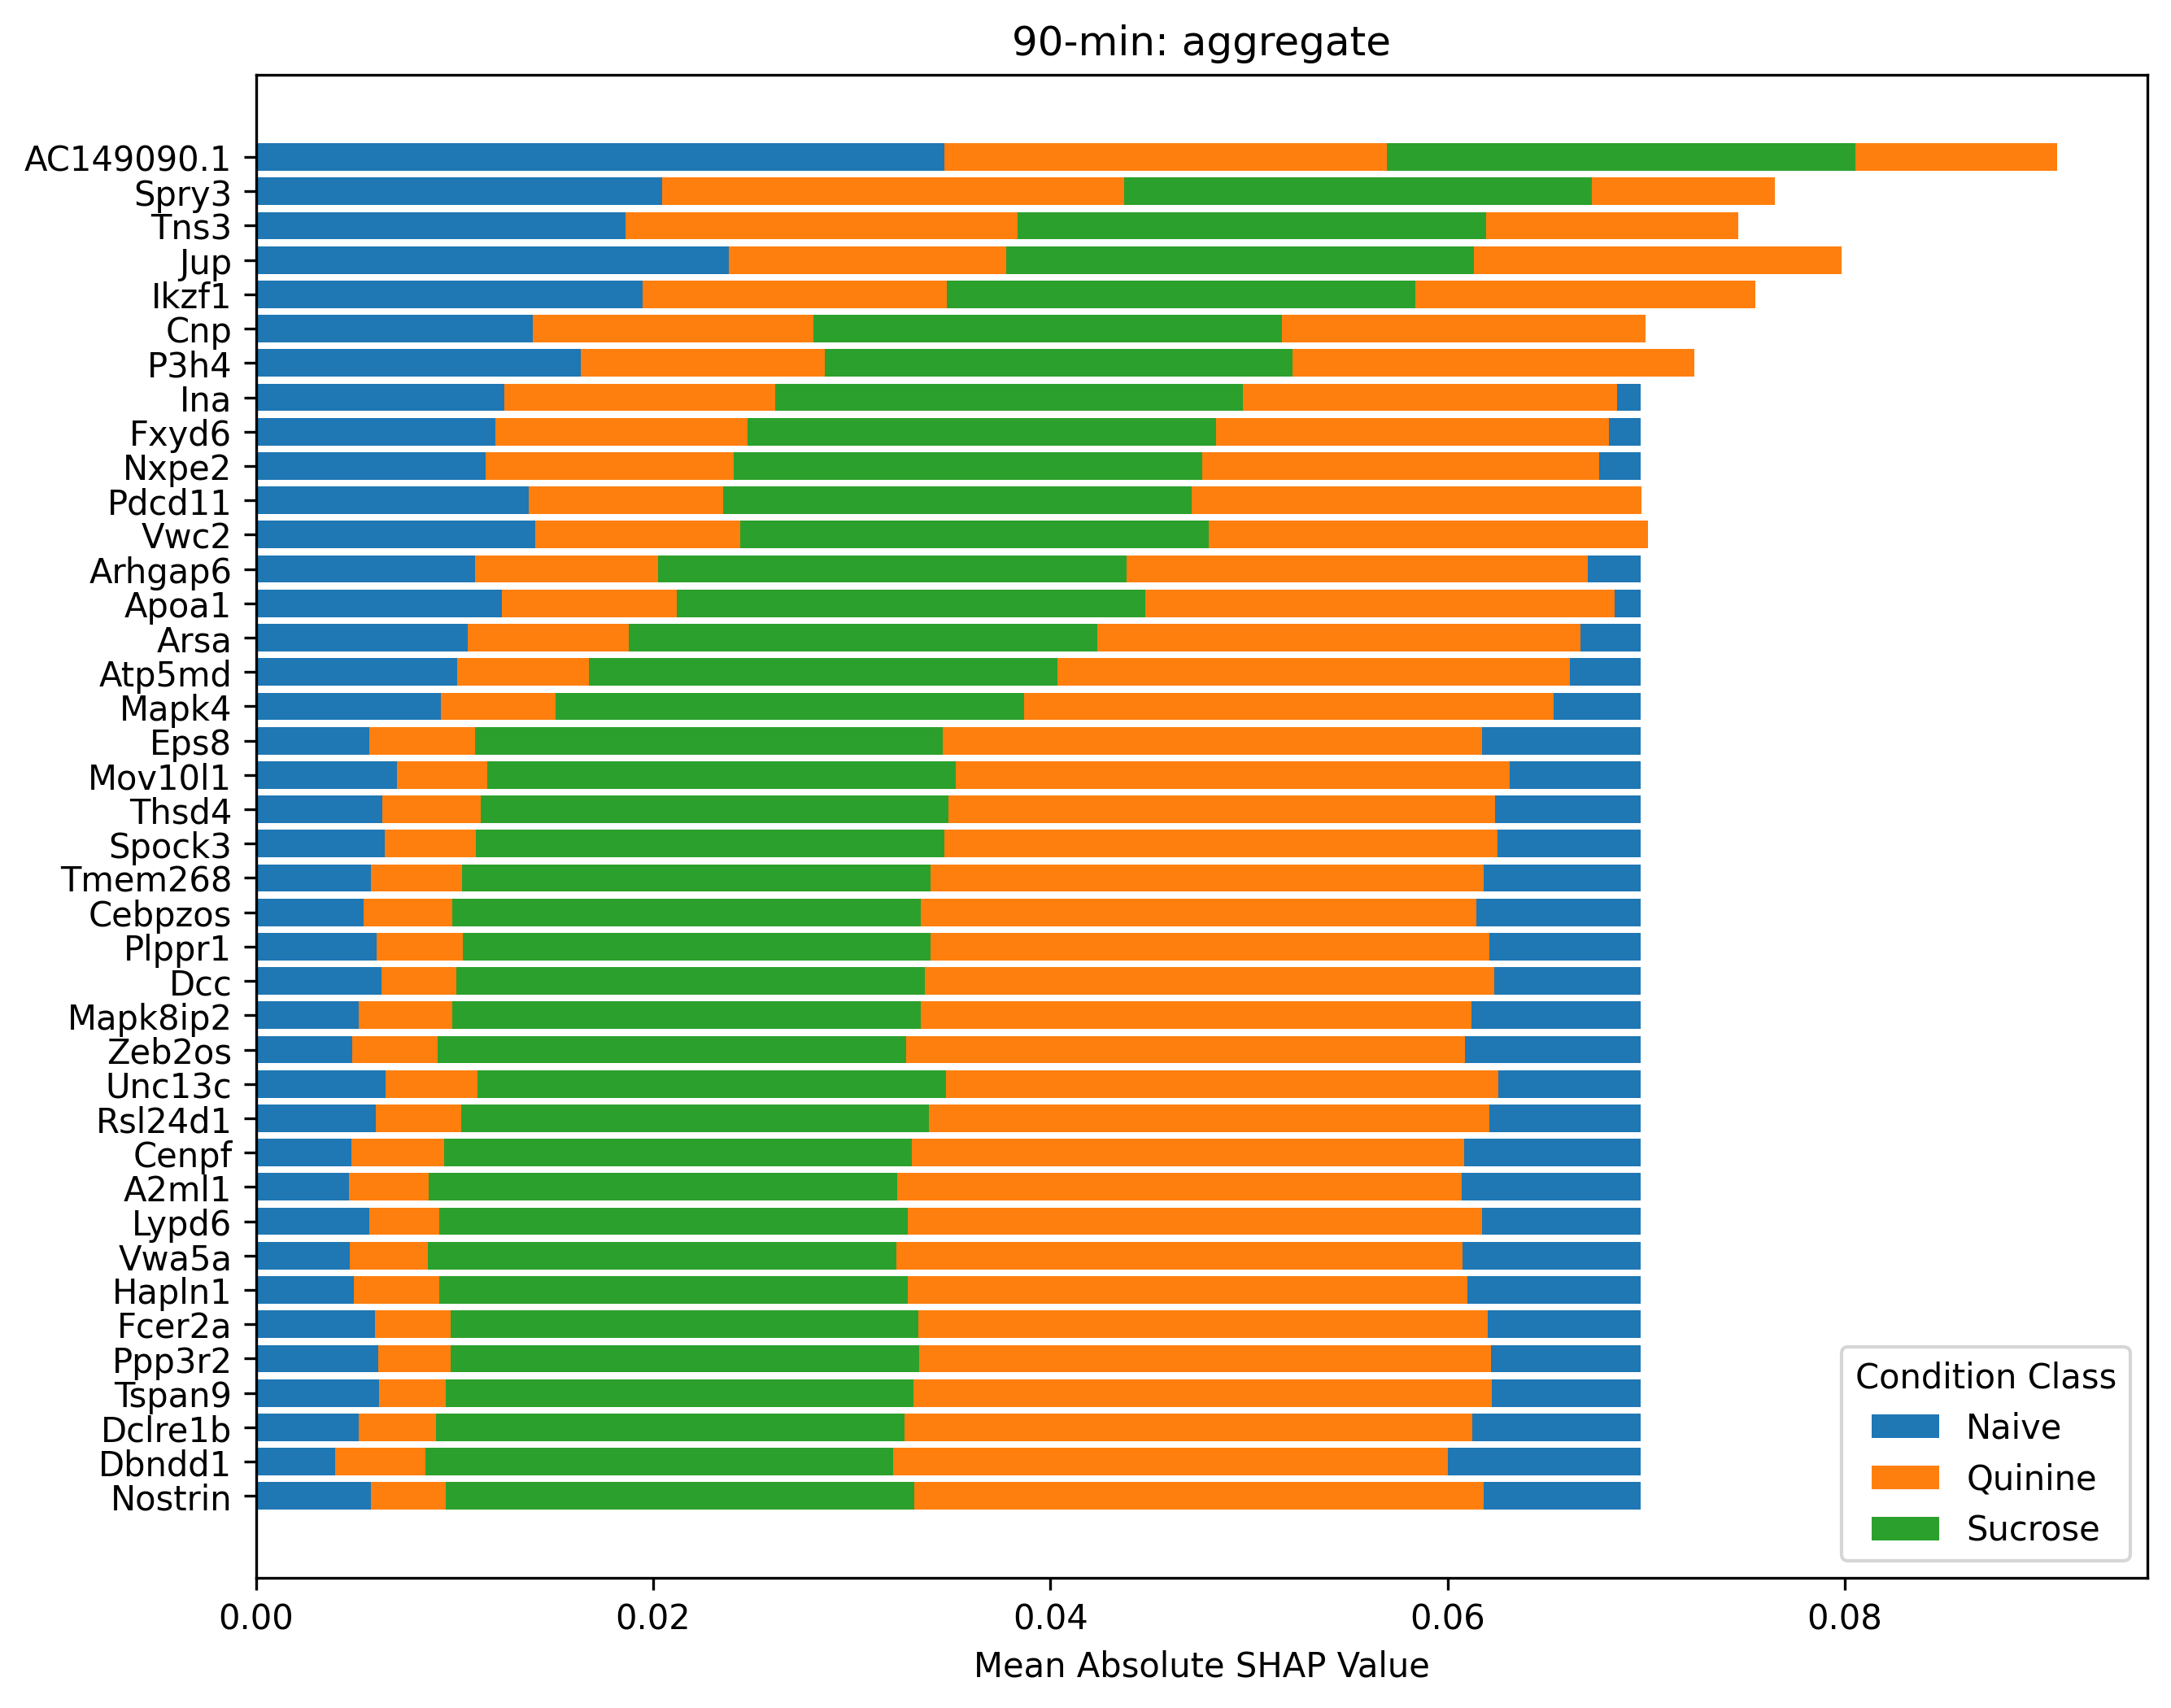 90-min: aggregate
AC149090.1
Spry3
Tns3
Jup
Ikzf1
Cnp
P3h4
Ina
Fxyd6
Nxpe2
Pdcd11
Vwc2
Arhgap6
Apoa1
Arsa
Atp5md
Mapk4
Eps8
Mov10l1
Thsd4
Spock3
Tmem268
Cebpzos
Plppr1
Dcc
Mapk8ip2
Zeb2os
Unc13c
Rsl24d1
Cenpf
A2ml1
Lypd6
Vwa5a
Hapln1
Fcer2a
Ppp3r2
Tspan9
Dclre1b
Dbndd1
Nostrin
Condition Class
Naive
Quinine
Sucrose
0.00 0.02 0.04 0.06 0.08
Mean Absolute SHAP Value